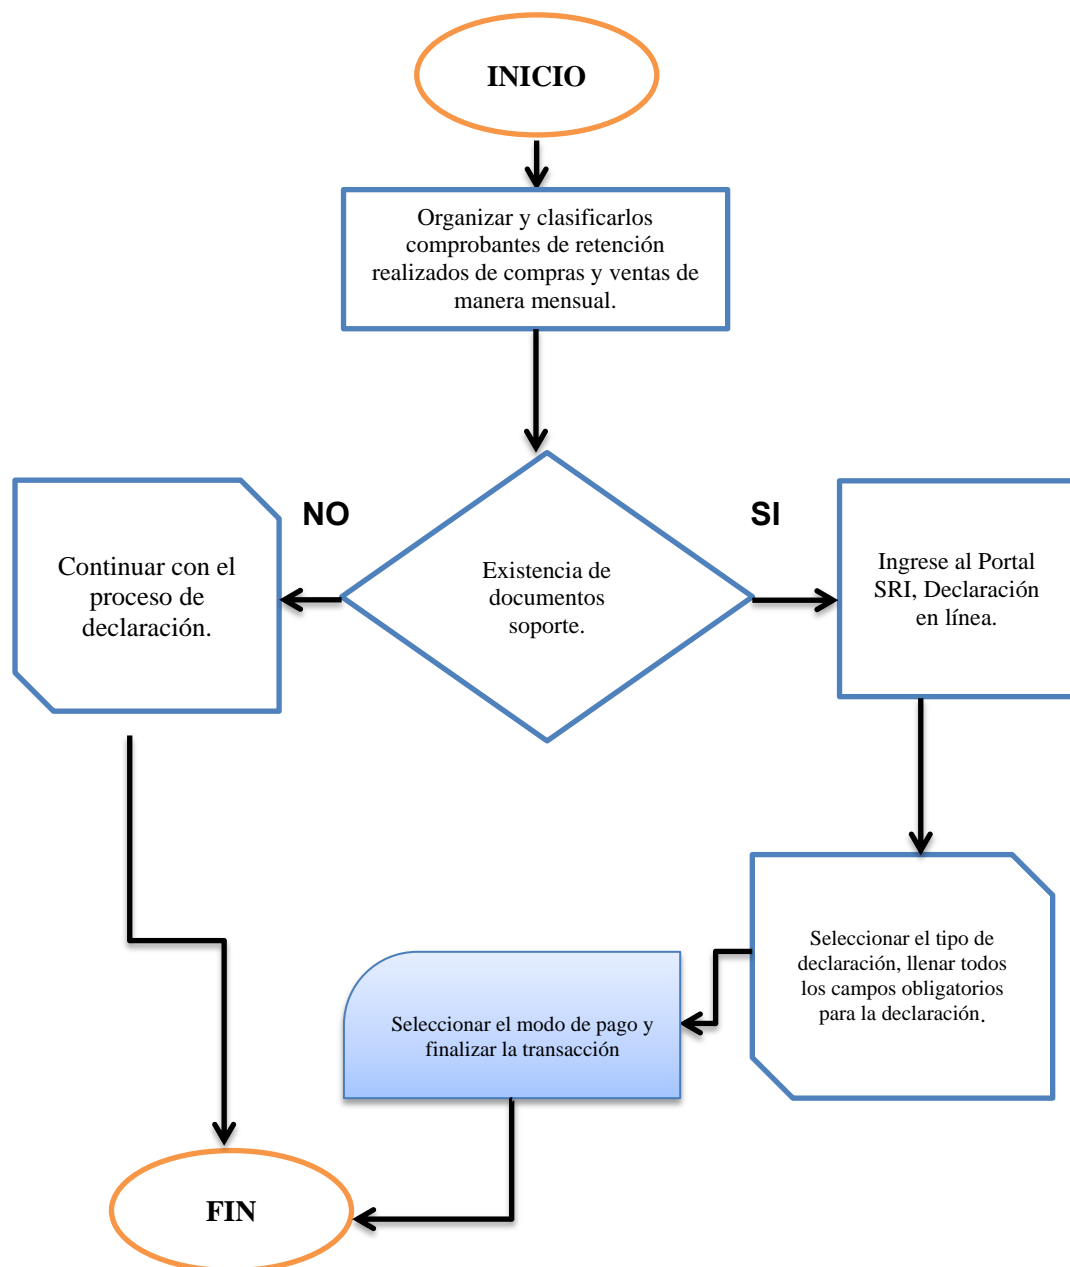 INICIO
Organizar y clasificarlos
comprobantes de retención
realizados de compras y ventas de
manera mensual.
NO
SI
Continuar con el
proceso de
declaración.
Existencia de
documentos
soporte.
Ingrese al Portal
SRI, Declaración
en línea.
Seleccionar el tipo de
declaración, llenar todos
los campos obligatorios
para la declaración.
Seleccionar el modo de pago y
finalizar la transacción
FIN